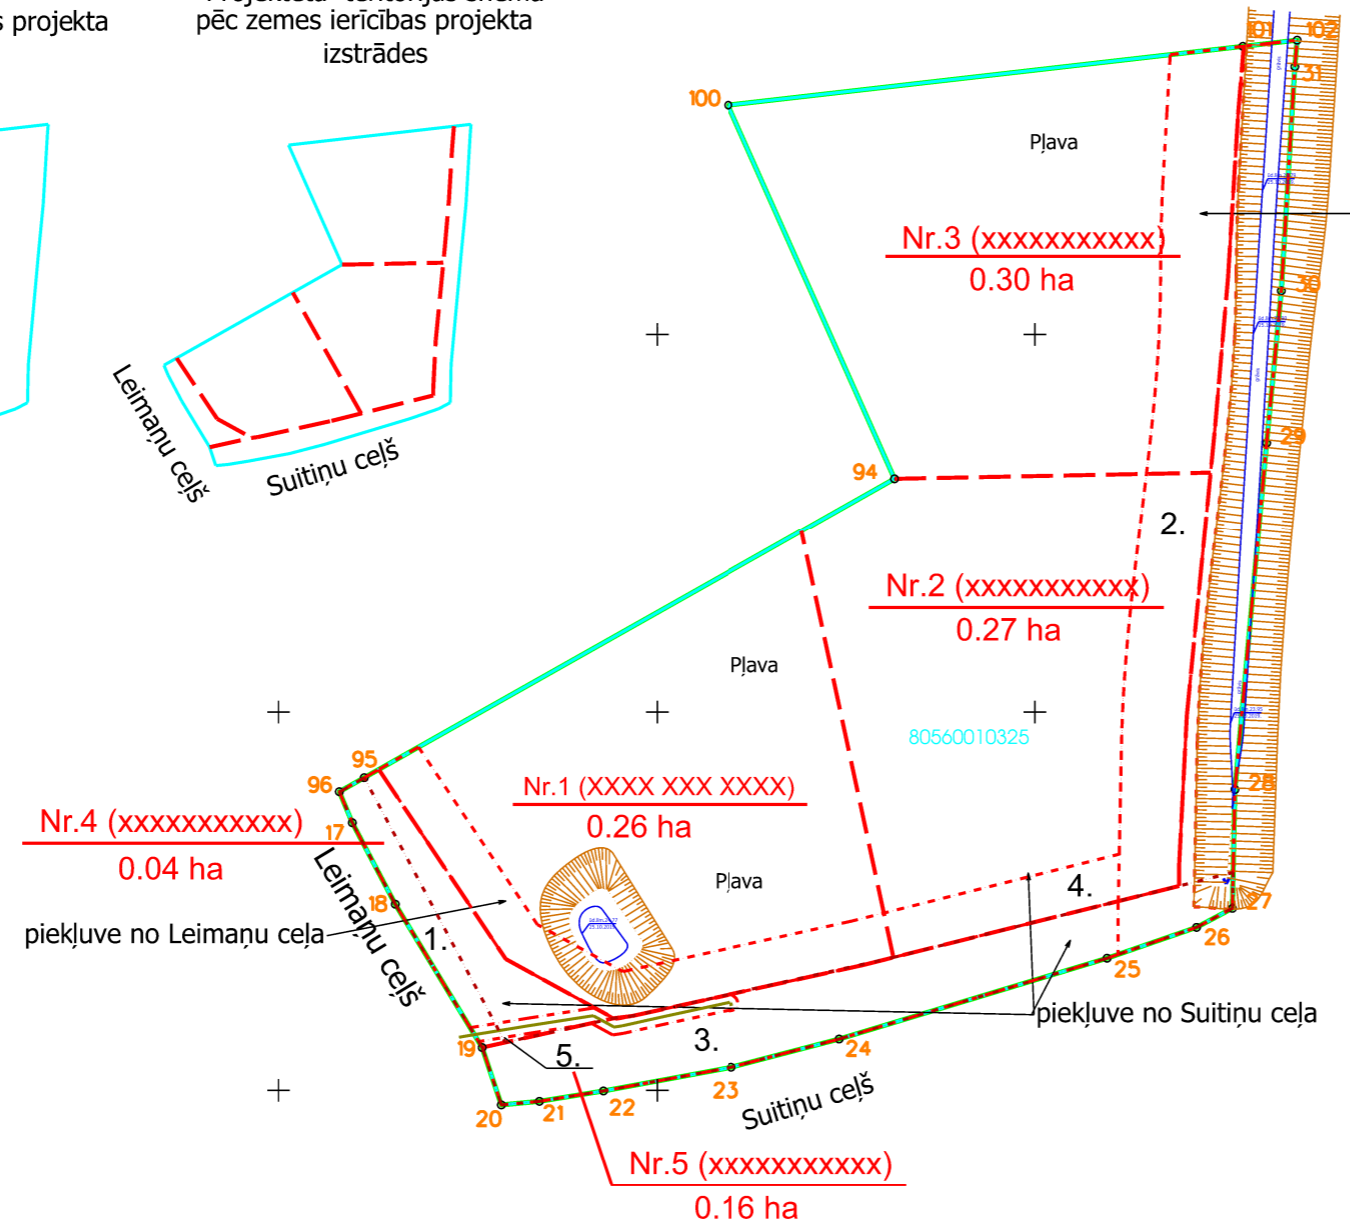 s projekta
"Projektētā" teritorijas shēma
pēc zemes ierīcības projekta
izstrādes
Leimaņu ceļš
Suitiņu ceļš
100
101
102
31
Pļava
Nr.3 (xxxxxxxxxxx)
0.30 ha
30
29
94
2.
Nr.2 (xxxxxxxxxxx)
0.27 ha
Pļava
80560010325
95
96
28
Nr.1 (XXXX XXX XXXX)
0.26 ha
Nr.4 (xxxxxxxxxxx)
0.04 ha
17
Leimaņu ceļš
Pļava
4.
18
27
piekļuve no Leimaņu ceļa
1.
26
25
piekļuve no Suitiņu ceļa
19
3.
24
5.
23
20
21
22
Suitiņu ceļš
Nr.5 (xxxxxxxxxxx)
0.16 ha